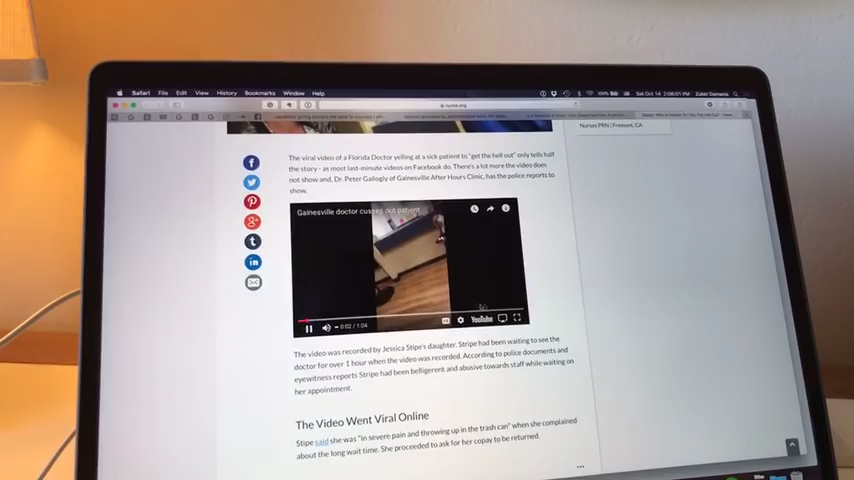 Safari File Edit View History Bookmarks Window Help
100% Sat Oct 14 2:06:01 PM Zubin Damania
nurse.org
Nurses PRN | Fremont, CA
The viral video of a Florida Doctor yelling at a sick patient to "get the hell out" only tells half
the story - as most last-minute videos on Facebook do. There's a lot more the video does
not show and, Dr. Peter Gallogly of Gainesville After Hours Clinic, has the police reports to
show.
Gainesville doctor cusses out patient
0:02 / 1:04
YouTube
The video was recorded by Jessica Stipe's daughter. Stripe had been waiting to see the
doctor for over 1 hour when the video was recorded. According to police documents and
eyewitness reports Stripe had been belligerent and abusive towards staff while waiting on
her appointment.
The Video Went Viral Online
Stipe said she was "in severe pain and throwing up in the trash can" when she complained
about the long wait time. She proceeded to ask for her copay to be returned.